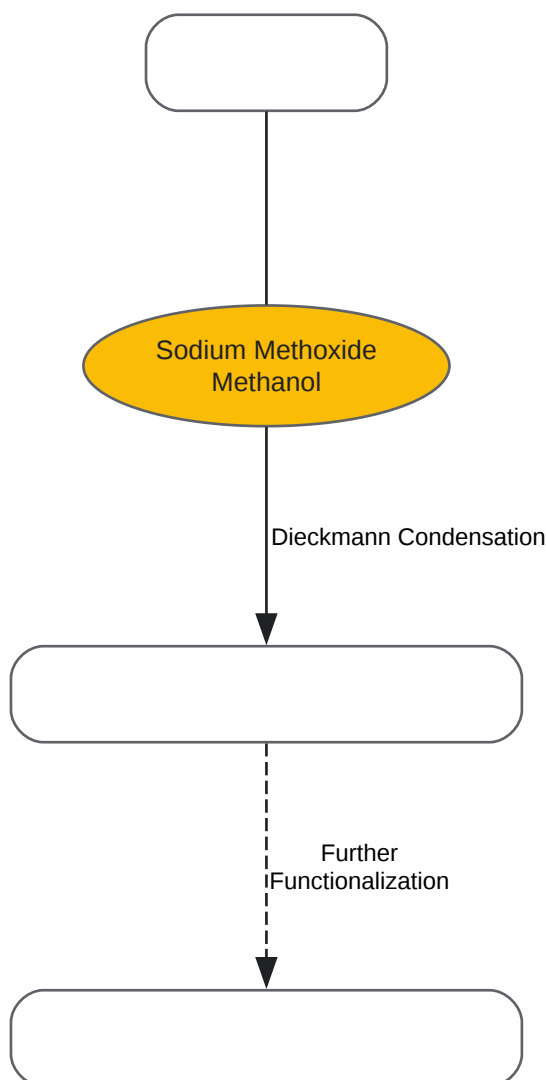 Sodium Methoxide
Methanol
Dieckmann Condensation
Further
Functionalization